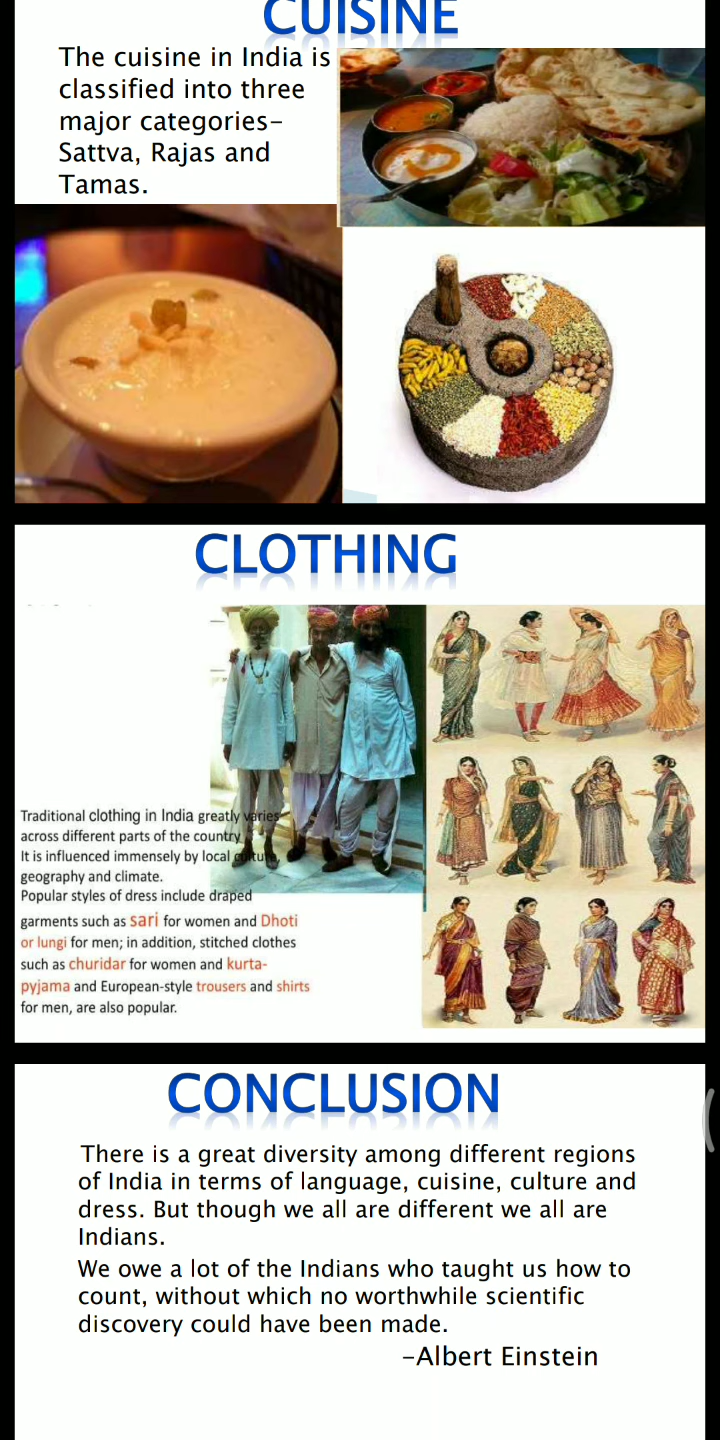 CUISINE
The cuisine in India is
classified into three
major categories-
Sattva, Rajas and
Tamas.
CLOTHING
Traditional clothing in India greatly varies
across different parts of the country
It is influenced immensely by local culture,
geography and climate.
Popular styles of dress include draped
garments such as sari for women and Dhoti
or lungi for men; in addition, stitched clothes
such as churidar for women and kurta-
pyjama and European-style trousers and shirts
for men, are also popular.
CONCLUSION
There is a great diversity among different regions
of India in terms of language, cuisine, culture and
dress. But though we all are different we all are
Indians.
We owe a lot of the Indians who taught us how to
count, without which no worthwhile scientific
discovery could have been made.
-Albert Einstein